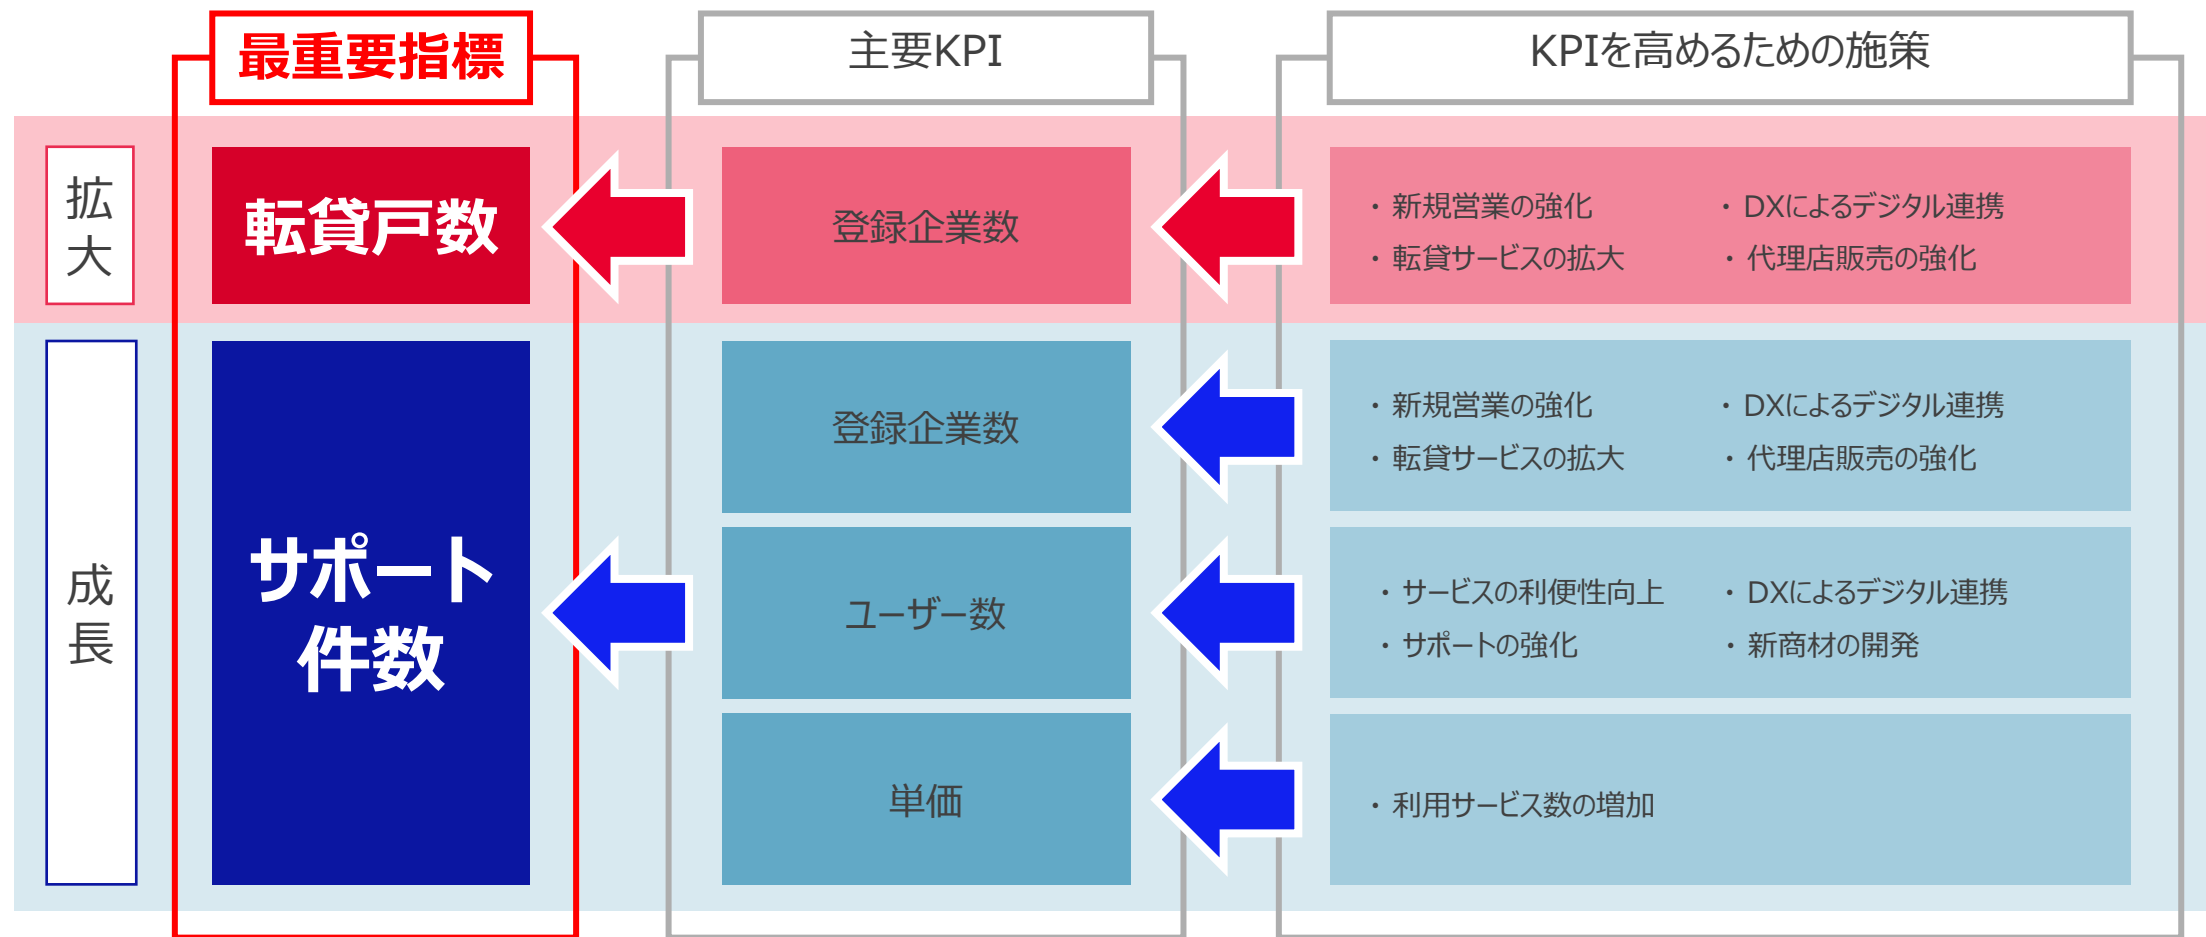 最重要指標
主要KPI
KPIを高めるための施策
拡大
転貸戸数
登録企業数
・新規営業の強化
・DXによるデジタル連携
・転貸サービスの拡大
・代理店販売の強化
成長
サポート
件数
登録企業数
・新規営業の強化
・DXによるデジタル連携
・転貸サービスの拡大
・代理店販売の強化
ユーザー数
・サービスの利便性向上
・DXによるデジタル連携
・サポートの強化
・新商材の開発
単価
・利用サービス数の増加